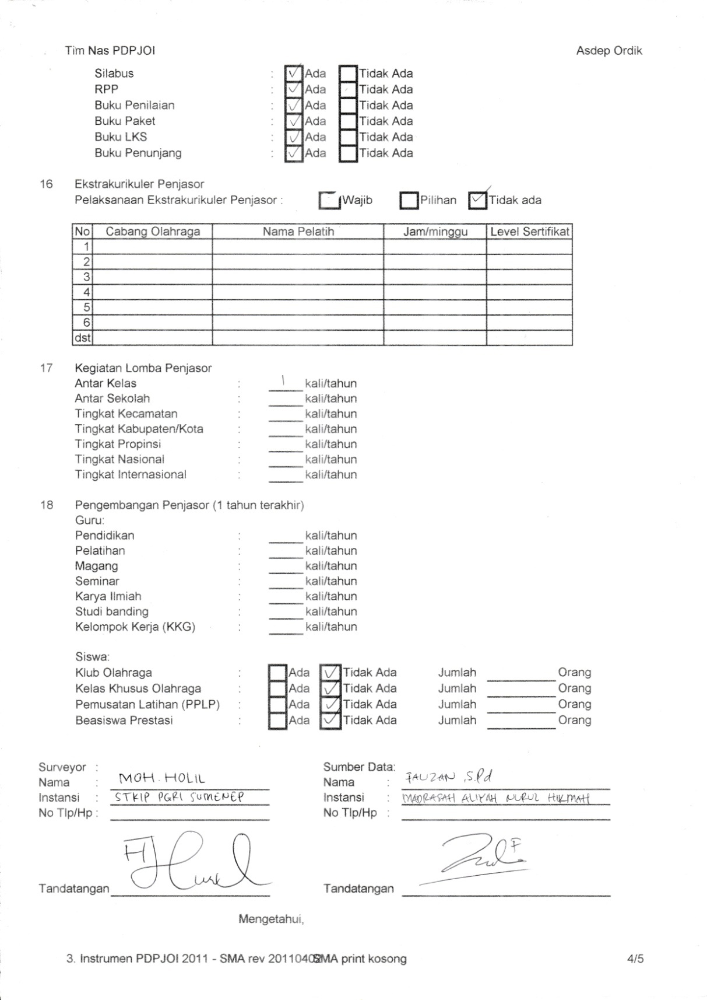 Tim Nas PDPJOI Asdep Ordik
Silabus : ✓ Ada Tidak Ada
RPP : ✓ Ada Tidak Ada
Buku Penilaian : ✓ Ada Tidak Ada
Buku Paket : ✓ Ada Tidak Ada
Buku LKS : ✓ Ada Tidak Ada
Buku Penunjang : ✓ Ada Tidak Ada
16 Ekstrakurikuler Penjasor
Pelaksanaan Ekstrakurikuler Penjasor : Wajib Pilihan ✓ Tidak ada
No Cabang Olahraga Nama Pelatih Jam/minggu Level Sertifikat
1
2
3
4
5
6
dst
17 Kegiatan Lomba Penjasor
Antar Kelas : 1 kali/tahun
Antar Sekolah : kali/tahun
Tingkat Kecamatan : kali/tahun
Tingkat Kabupaten/Kota : kali/tahun
Tingkat Propinsi : kali/tahun
Tingkat Nasional : kali/tahun
Tingkat Internasional : kali/tahun
18 Pengembangan Penjasor (1 tahun terakhir)
Guru:
Pendidikan : kali/tahun
Pelatihan : kali/tahun
Magang : kali/tahun
Seminar : kali/tahun
Karya Ilmiah : kali/tahun
Studi banding : kali/tahun
Kelompok Kerja (KKG) : kali/tahun
Siswa:
Klub Olahraga : Ada ✓ Tidak Ada Jumlah Orang
Kelas Khusus Olahraga : Ada ✓ Tidak Ada Jumlah Orang
Pemusatan Latihan (PPLP) : Ada ✓ Tidak Ada Jumlah Orang
Beasiswa Prestasi : Ada ✓ Tidak Ada Jumlah Orang
Surveyor : Sumber Data:
Nama : MOH. HOLIL Nama : FAUZAN, S.Pd
Instansi : STKIP PGRI SUMENEP Instansi : MADRASAH ALIYAH NURUL HIKMAH
No Tlp/Hp : No Tlp/Hp :
Tandatangan Tandatangan
Mengetahui,
3. Instrumen PDPJOI 2011 - SMA rev 20110402 SMA print kosong 4/5